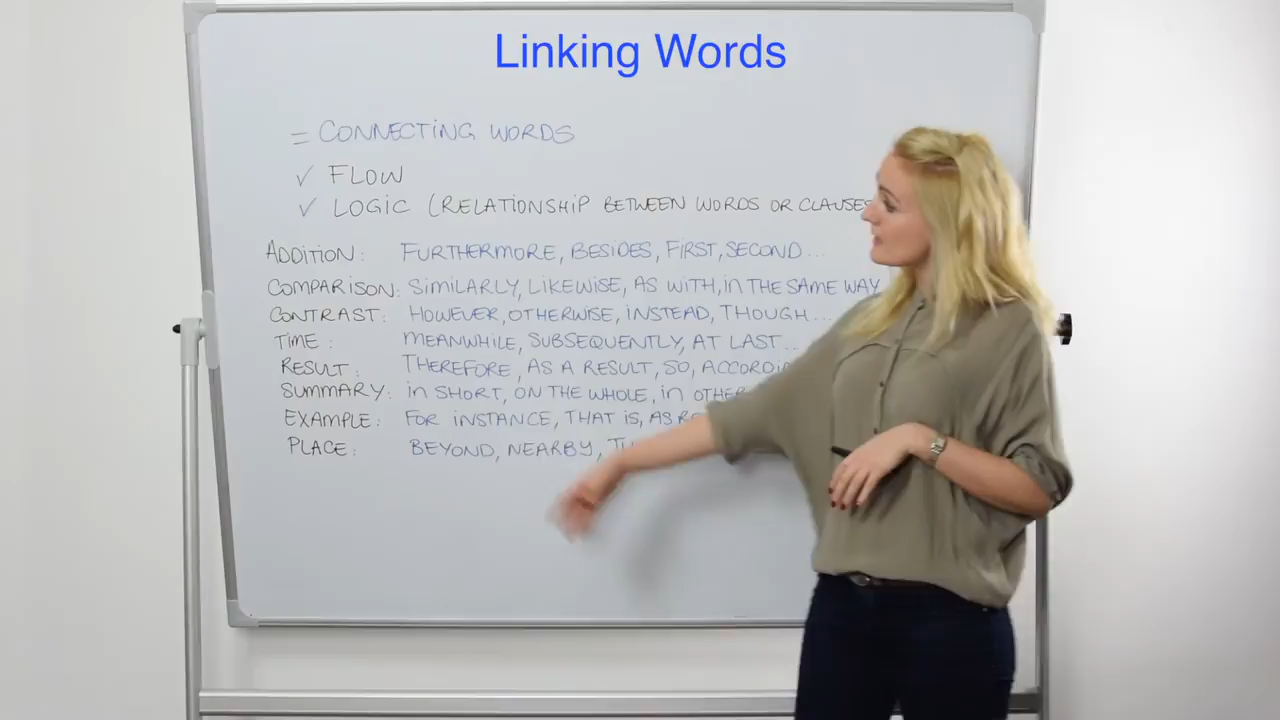 Linking Words
= CONNECTING WORDS
✓ FLOW
✓ LOGIC (RELATIONSHIP BETWEEN WORDS OR CLAUSES
ADDITION: FURTHERMORE, BESIDES, FIRST, SECOND...
COMPARISON: SIMILARLY, LIKEWISE, AS WITH, IN THE SAME WAY
CONTRAST: HOWEVER, OTHERWISE, INSTEAD, THOUGH...
TIME: MEANWHILE, SUBSEQUENTLY, AT LAST...
RESULT: THEREFORE, AS A RESULT, SO,
SUMMARY: IN SHORT, ON THE WHOLE, IN
EXAMPLE: FOR INSTANCE, THAT IS, AS
PLACE: BEYOND, NEARBY,